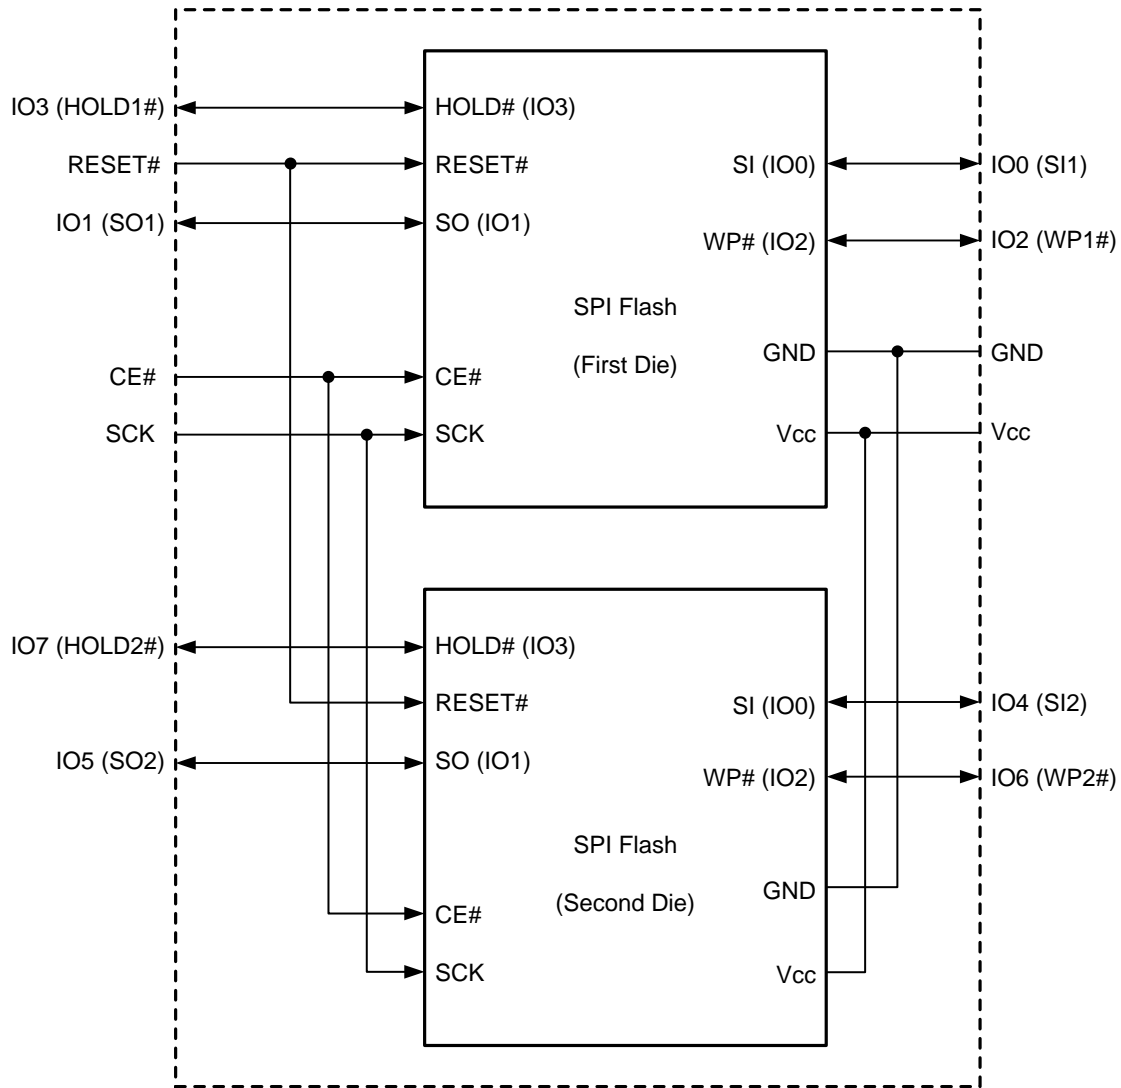 IO3 (HOLD1#)
RESET#
IO1 (SO1)
CE#
SCK
HOLD# (IO3)
RESET#
SO (IO1)
CE#
SCK
SPI Flash
(First Die)
SI (IO0)
WP# (IO2)
GND
Vcc
IO0 (SI1)
IO2 (WP1#)
GND
Vcc
IO7 (HOLD2#)
IO5 (SO2)
HOLD# (IO3)
RESET#
SO (IO1)
CE#
SCK
SPI Flash
(Second Die)
SI (IO0)
WP# (IO2)
GND
Vcc
IO4 (SI2)
IO6 (WP2#)